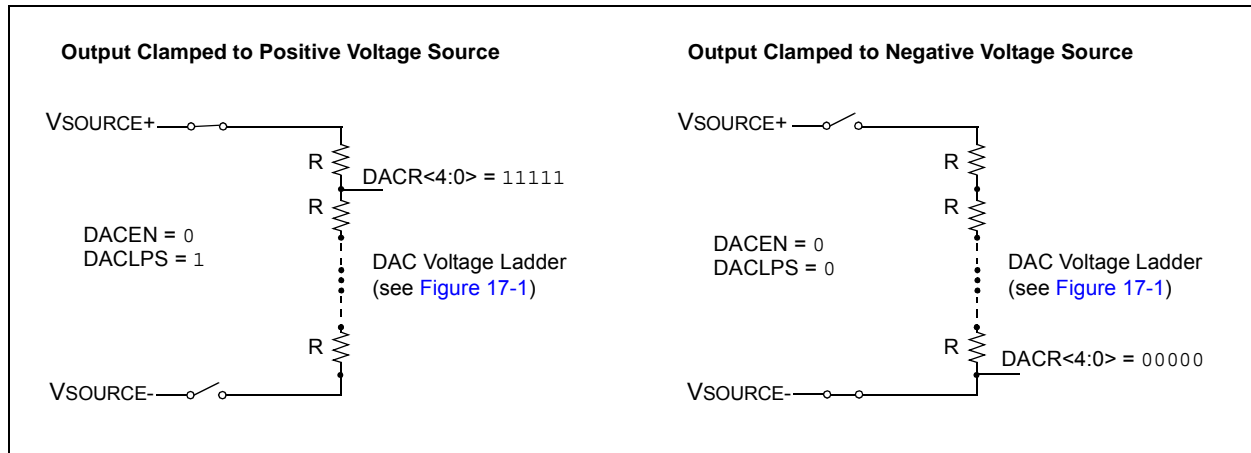 Output Clamped to Positive Voltage Source
VSOURCE+
R
DACR<4:0> = 11111
R
DACEN = 0
DACLPS = 1
DAC Voltage Ladder
(see Figure 17-1)
R
VSOURCE-
Output Clamped to Negative Voltage Source
VSOURCE+
R
R
DACEN = 0
DACLPS = 0
DAC Voltage Ladder
(see Figure 17-1)
R
DACR<4:0> = 00000
VSOURCE-